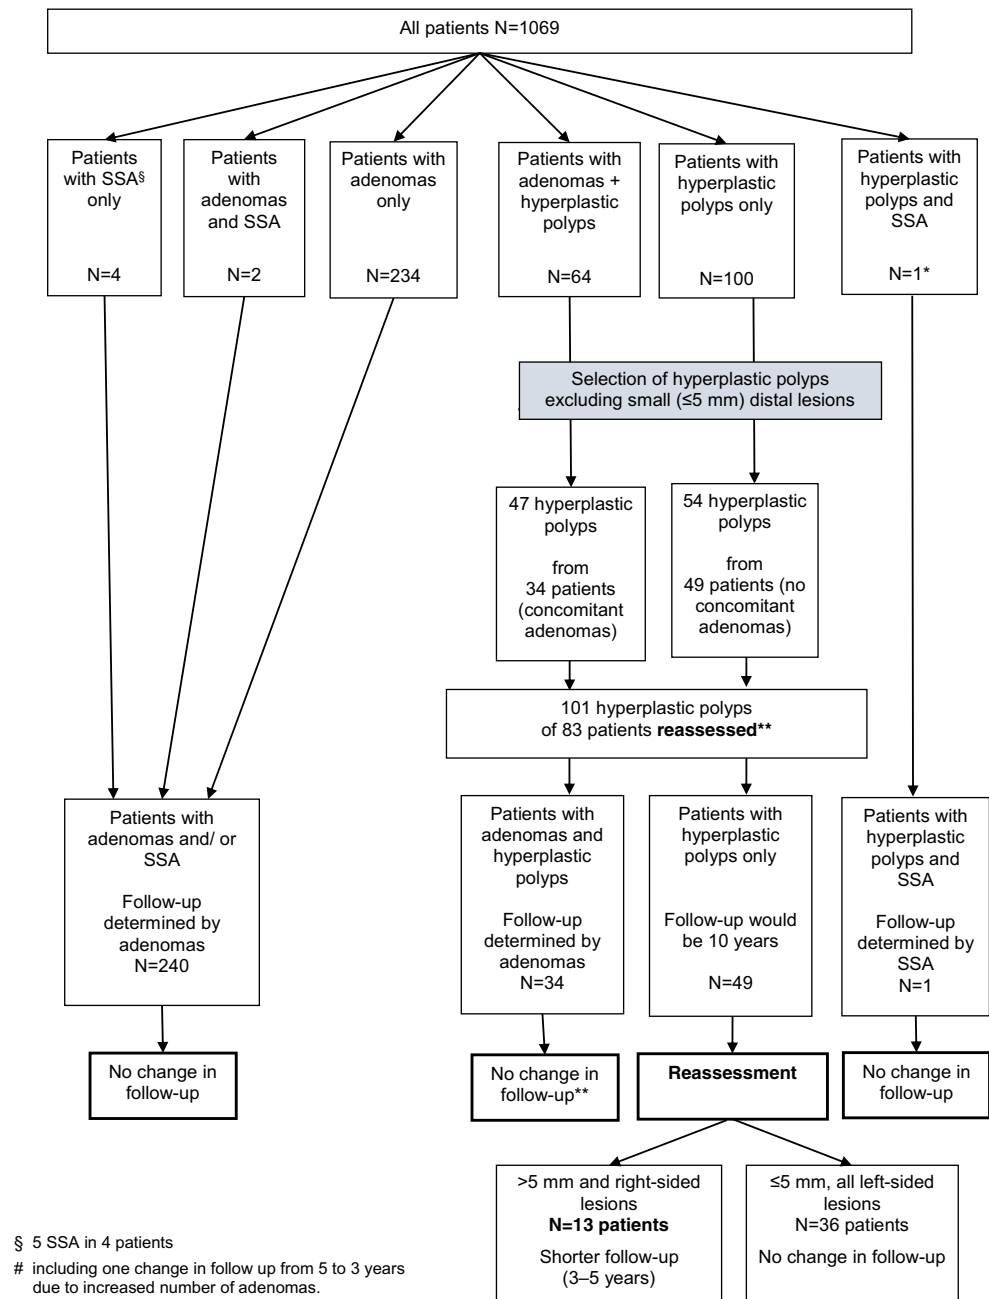 All patients N=1069
Patients
with SSA§
only
N=4
Patients
with
adenomas
and SSA
N=2
Patients with
adenomas
only
N=234
Patients with
adenomas +
hyperplastic
polyps
N=64
Patients with
hyperplastic
polyps only
N=100
Patients with
hyperplastic
polyps and
SSA
N=1*
Selection of hyperplastic polyps
excluding small (≤5 mm) distal lesions
47 hyperplastic
polyps
from
34 patients
(concomitant
adenomas)
54 hyperplastic
polyps
from
49 patients (no
concomitant
adenomas)
101 hyperplastic polyps
of 83 patients reassessed**
Patients with
adenomas and/ or
SSA
Follow-up
determined by
adenomas
N=240
Patients with
adenomas and
hyperplastic
polyps
Follow-up
determined by
adenomas
N=34
Patients with
hyperplastic
polyps only
Follow-up would
be 10 years
N=49
Patients with
hyperplastic
polyps and
SSA
Follow-up
determined by
SSA
N=1
No change in
follow-up
No change in
follow-up**
Reassessment
No change in
follow-up
>5 mm and right-sided
lesions
N=13 patients
Shorter follow-up
(3–5 years)
≤5 mm, all left-sided
lesions
N=36 patients
No change in follow-up
§ 5 SSA in 4 patients
# including one change in follow up from 5 to 3 years
due to increased number of adenomas.